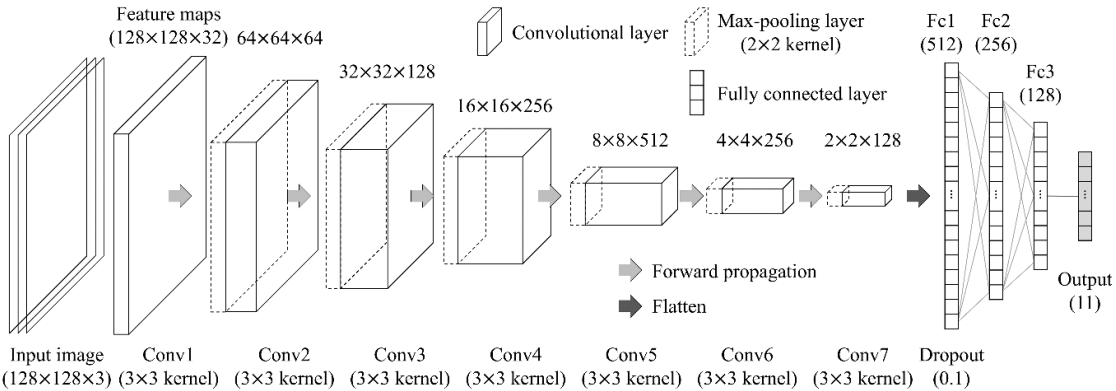 Feature maps
(128×128×32)
64×64×64
32×32×128
16×16×256
8×8×512
4×4×256
2×2×128
Convolutional layer
Max-pooling layer
(2×2 kernel)
Fully connected layer
Fc1
(512)
Fc2
(256)
Fc3
(128)
Forward propagation
Flatten
Output
(11)
Input image
(128×128×3)
Conv1
(3×3 kernel)
Conv2
(3×3 kernel)
Conv3
(3×3 kernel)
Conv4
(3×3 kernel)
Conv5
(3×3 kernel)
Conv6
(3×3 kernel)
Conv7
(3×3 kernel)
Dropout
(0.1)